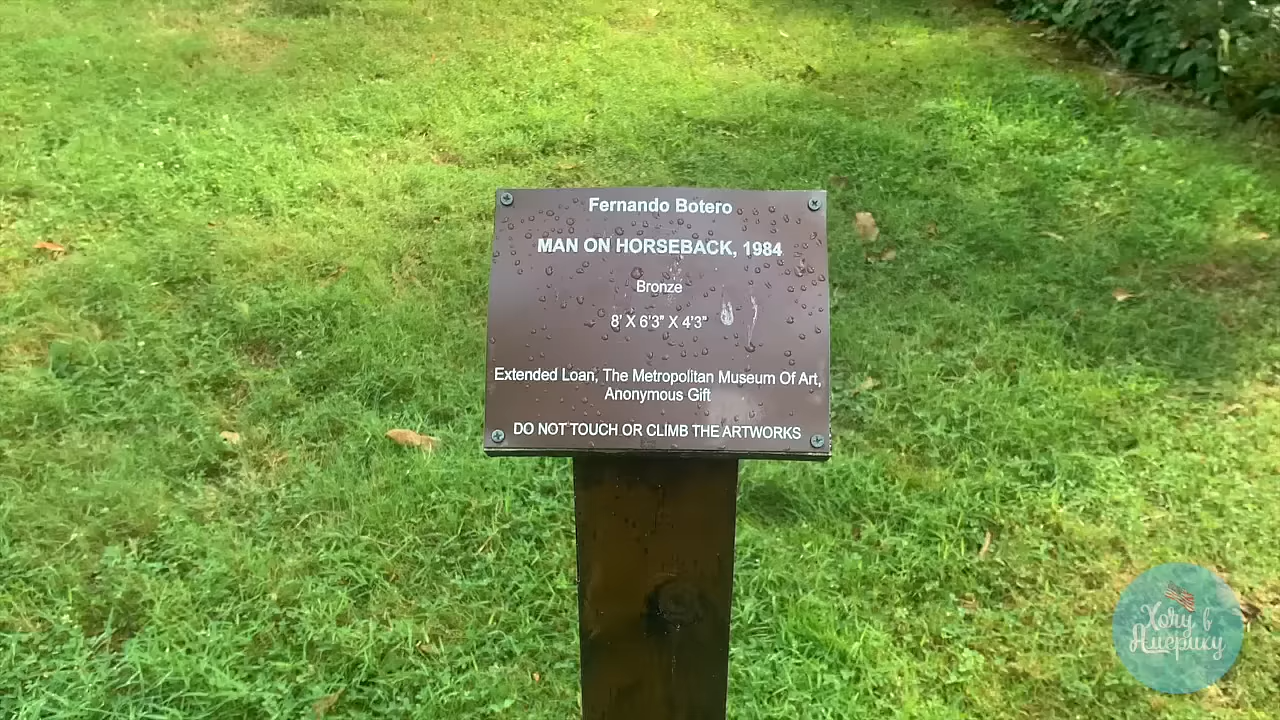 Fernando Botero
MAN ON HORSEBACK, 1984
Bronze
8' X 6'3" X 4'3"
Extended Loan, The Metropolitan Museum Of Art,
Anonymous Gift
DO NOT TOUCH OR CLIMB THE ARTWORKS
Хочу в
Америку